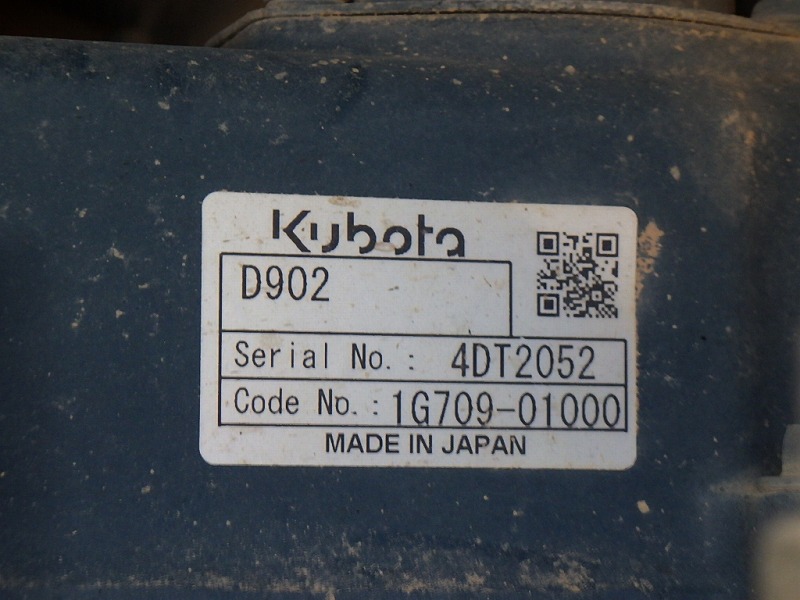 Kubota
D902
Serial No. : 4DT2052
Code No. : 1G709-01000
MADE IN JAPAN